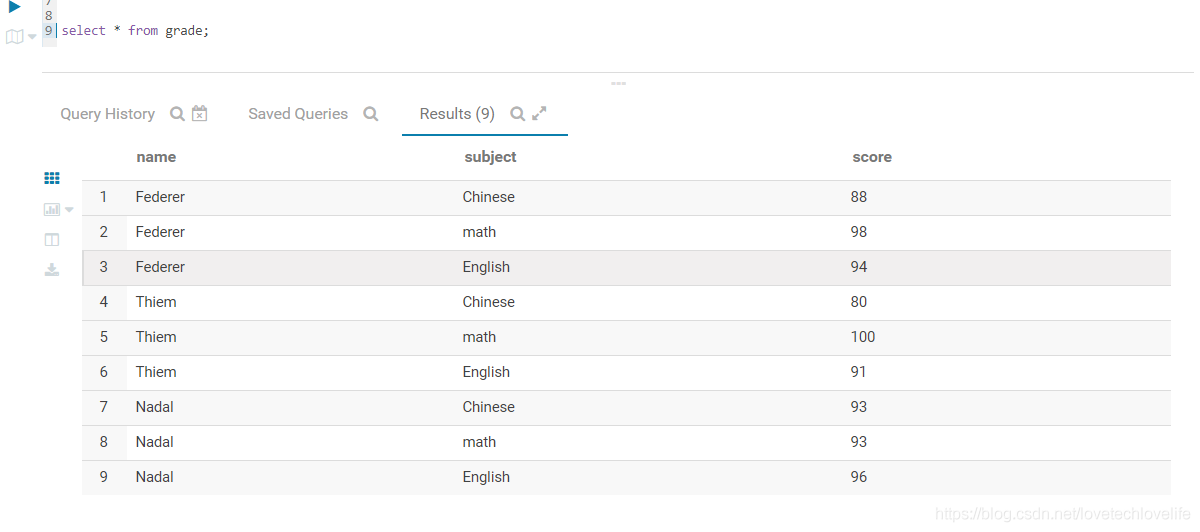 7
8
9 select * from grade;
Query History Saved Queries Results (9)
name subject score
1 Federer Chinese 88
2 Federer math 98
3 Federer English 94
4 Thiem Chinese 80
5 Thiem math 100
6 Thiem English 91
7 Nadal Chinese 93
8 Nadal math 93
9 Nadal English 96
https://blog.csdn.net/lovetechlovelife